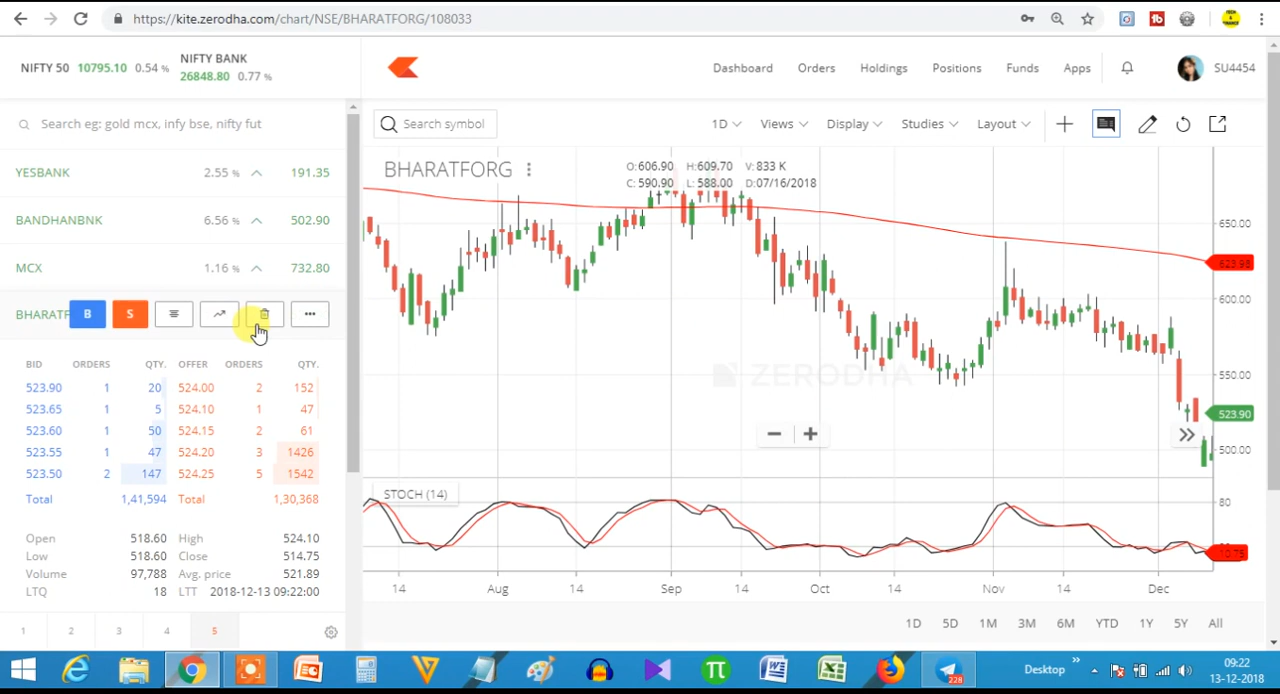 https://kite.zerodha.com/chart/NSE/BHARATFORG/108033
NIFTY 50 10795.10 0.54 %
NIFTY BANK
26848.80 0.77 %
Dashboard Orders Holdings Positions Funds Apps SU4454
Search eg: gold mcx, infy bse, nifty fut
Search symbol
1D Views Display Studies Layout
YESBANK 2.55 % 191.35
BANDHANBNK 6.56 % 502.90
MCX 1.16 % 732.80
BHARATF B S
BID ORDERS QTY. OFFER ORDERS QTY.
523.90 1 20 524.00 2 152
523.65 1 5 524.10 1 47
523.60 1 50 524.15 2 61
523.55 1 47 524.20 3 1426
523.50 2 147 524.25 5 1542
Total 1,41,594 Total 1,30,368
Open 518.60 High 524.10
Low 518.60 Close 514.75
Volume 97,788 Avg. price 521.89
LTQ 18 LTT 2018-12-13 09:22:00
1 2 3 4 5
BHARATFORG
O:606.90 H:609.70 V:833 K
C:590.90 L:588.00 D:07/16/2018
650.00
623.95
600.00
ZERODHA
550.00
523.90
500.00
STOCH (14)
80
10.75
14 Aug 14 Sep 14 Oct 14 Nov 14 Dec
1D 5D 1M 3M 6M YTD 1Y 5Y All
228
Desktop
09:22
13-12-2018